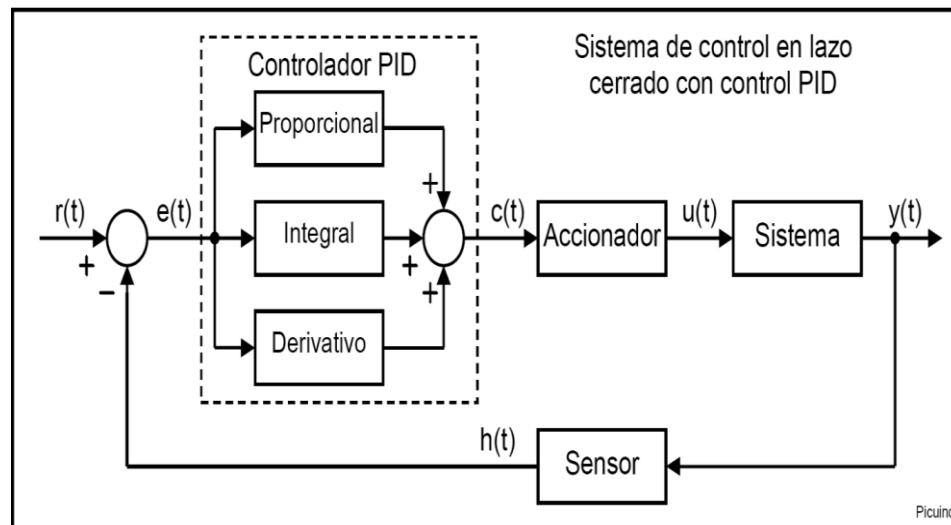 Sistema de control en lazo
cerrado con control PID
Controlador PID
Proporcional
Integral
Derivativo
r(t)
e(t)
c(t)
Accionador
u(t)
Sistema
y(t)
+
−
+
+
+
h(t)
Sensor